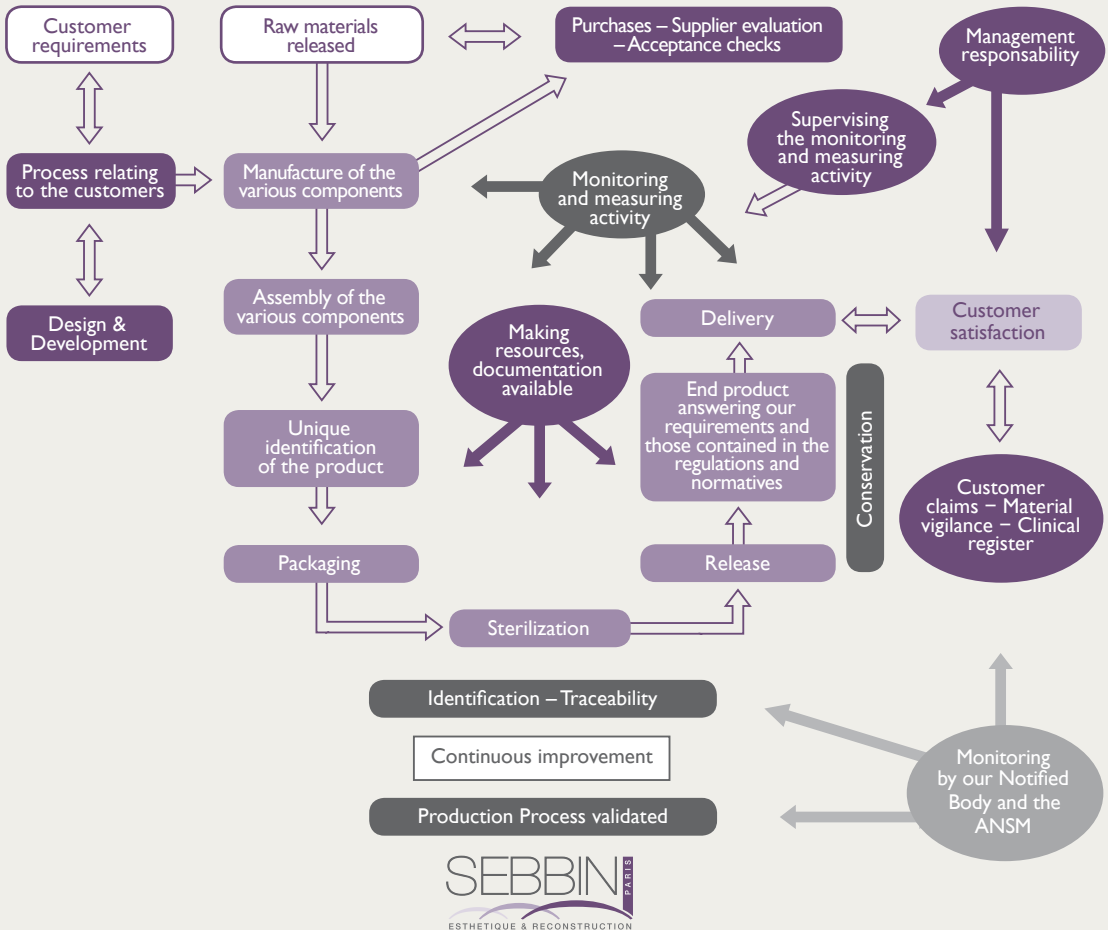 Customer
requirements
Raw materials
released
Purchases – Supplier evaluation
– Acceptance checks
Management
responsability
Supervising
the monitoring
and measuring
activity
Process relating
to the customers
Manufacture of the
various components
Monitoring
and measuring
activity
Assembly of the
various components
Design &
Development
Making
resources,
documentation
available
Delivery
Customer
satisfaction
End product
answering our
requirements and
those contained in the
regulations and
normatives
Conservation
Unique
identification
of the product
Customer
claims – Material
vigilance – Clinical
register
Packaging
Release
Sterilization
Identification – Traceability
Continuous improvement
Production Process validated
Monitoring
by our Notified
Body and the
ANSM
SEBBIN
PARIS
ESTHETIQUE & RECONSTRUCTION